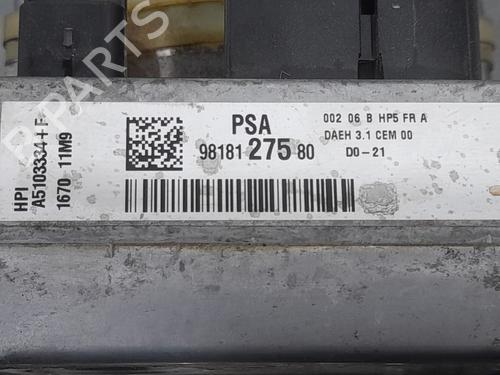 HPI
A5103334+F
1670 11M9
PSA
98181 275 80
002 06 B HP5 FR A
DAEH 3.1 CEM 00
D0-21
B-PARTS